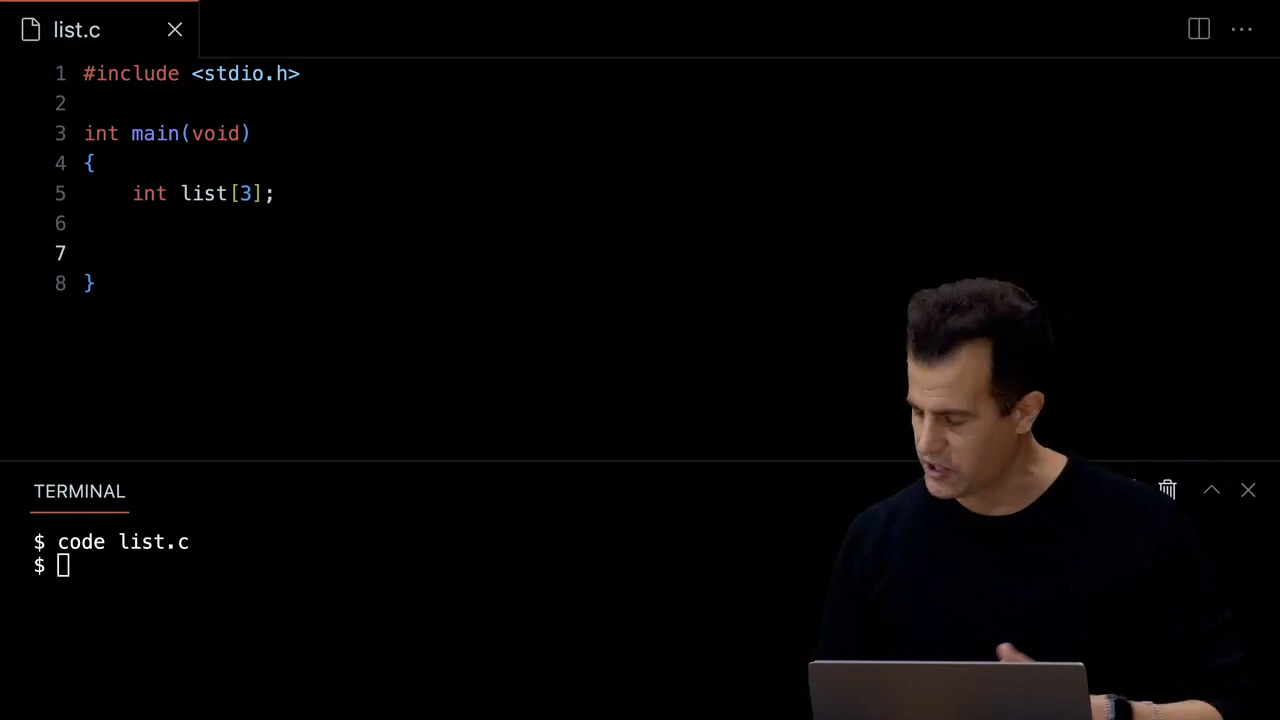 list.c
1 #include <stdio.h>
2
3 int main(void)
4 {
5     int list[3];
6
7
8 }
TERMINAL
$ code list.c
$